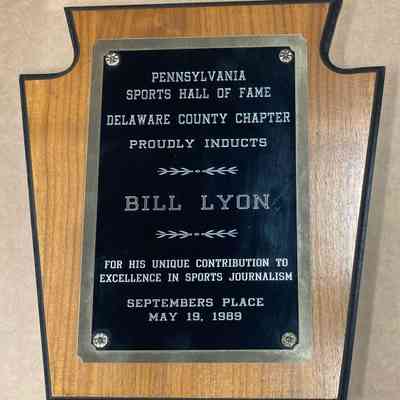 PENNSYLVANIA
SPORTS HALL OF FAME
DELAWARE COUNTY CHAPTER
PROUDLY INDUCTS
BILL LYON
FOR HIS UNIQUE CONTRIBUTION TO
EXCELLENCE IN SPORTS JOURNALISM
SEPTEMBERS PLACE
MAY 19, 1989